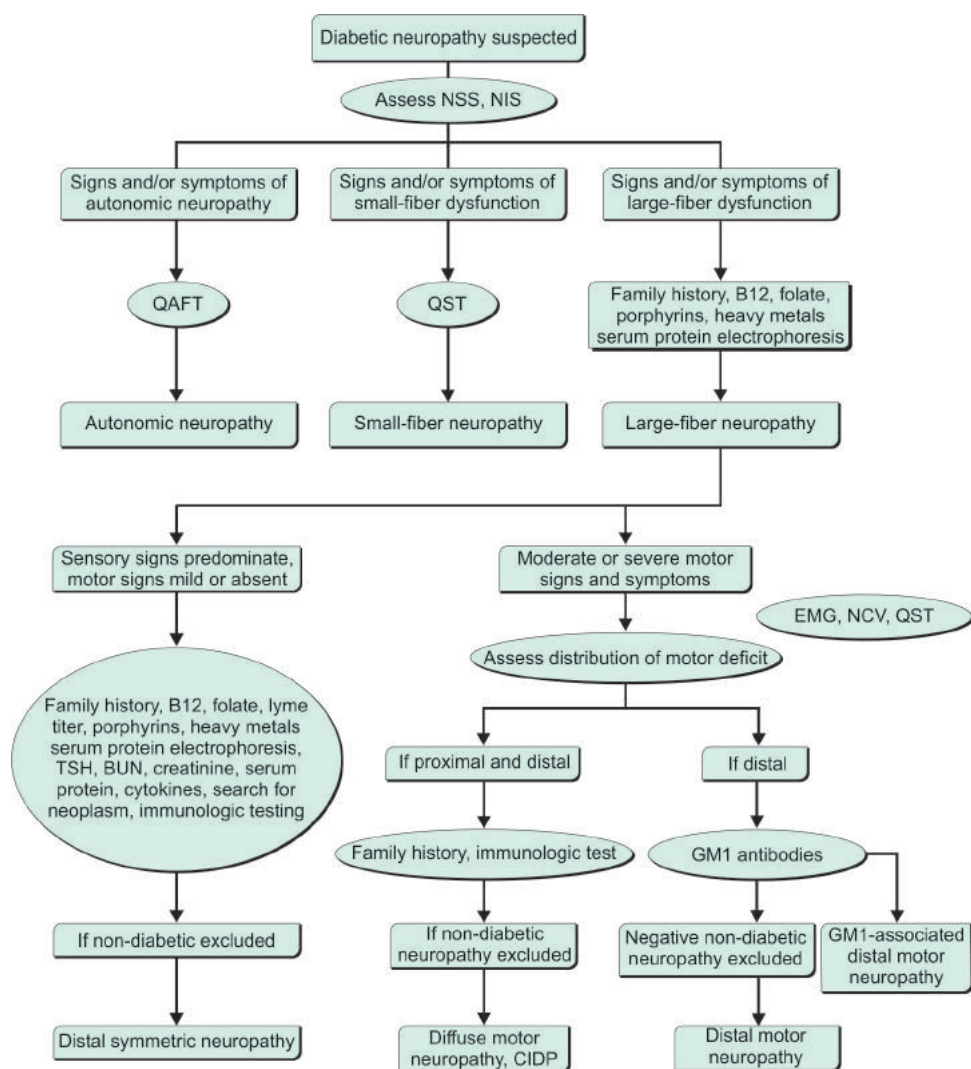 Diabetic neuropathy suspected
Assess NSS, NIS
Signs and/or symptoms of
autonomic neuropathy
Signs and/or symptoms of
small-fiber dysfunction
Signs and/or symptoms of
large-fiber dysfunction
QAFT
QST
Family history, B12, folate,
porphyrins, heavy metals
serum protein electrophoresis
Autonomic neuropathy
Small-fiber neuropathy
Large-fiber neuropathy
Sensory signs predominate,
motor signs mild or absent
Moderate or severe motor
signs and symptoms
EMG, NCV, QST
Assess distribution of motor deficit
Family history, B12, folate, lyme
titer, porphyrins, heavy metals
serum protein electrophoresis,
TSH, BUN, creatinine, serum
protein, cytokines, search for
neoplasm, immunologic testing
If proximal and distal
If distal
Family history, immunologic test
GM1 antibodies
If non-diabetic excluded
If non-diabetic
neuropathy excluded
Negative non-diabetic
neuropathy excluded
GM1-associated
distal motor
neuropathy
Distal symmetric neuropathy
Diffuse motor
neuropathy, CIDP
Distal motor
neuropathy